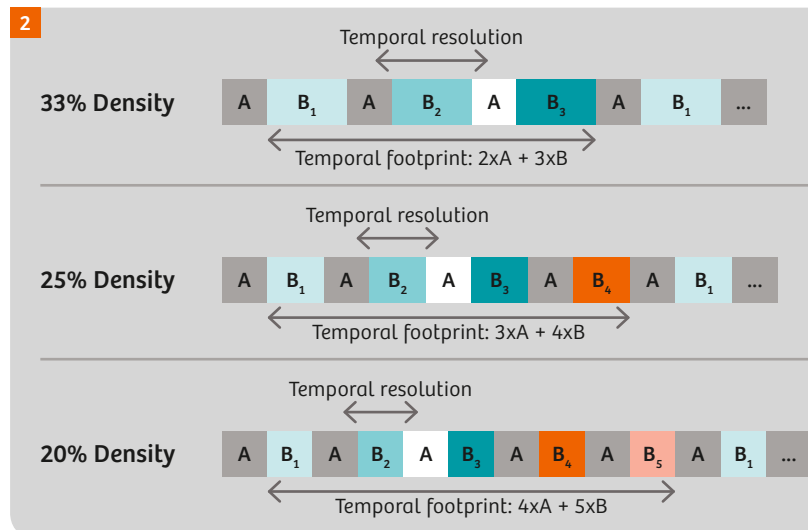 2
Temporal resolution
33% Density
A B₁ A B₂ A B₃ A B₁ ...
Temporal footprint: 2xA + 3xB
Temporal resolution
25% Density
A B₁ A B₂ A B₃ A B₄ A B₁ ...
Temporal footprint: 3xA + 4xB
Temporal resolution
20% Density
A B₁ A B₂ A B₃ A B₄ A B₅ A B₁ ...
Temporal footprint: 4xA + 5xB